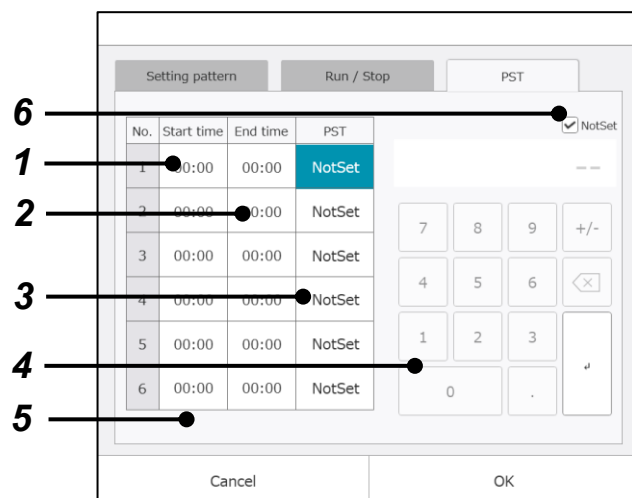 Setting pattern Run / Stop PST
6 NotSet
No. Start time End time PST
1 1 00:00 00:00 NotSet --
2 2 00:00 00:00 NotSet 7 8 9 +/-
3 00:00 00:00 NotSet
3 4 00:00 00:00 NotSet 4 5 6
5 00:00 00:00 NotSet 1 2 3
4 6 00:00 00:00 NotSet 0 .
5
Cancel OK